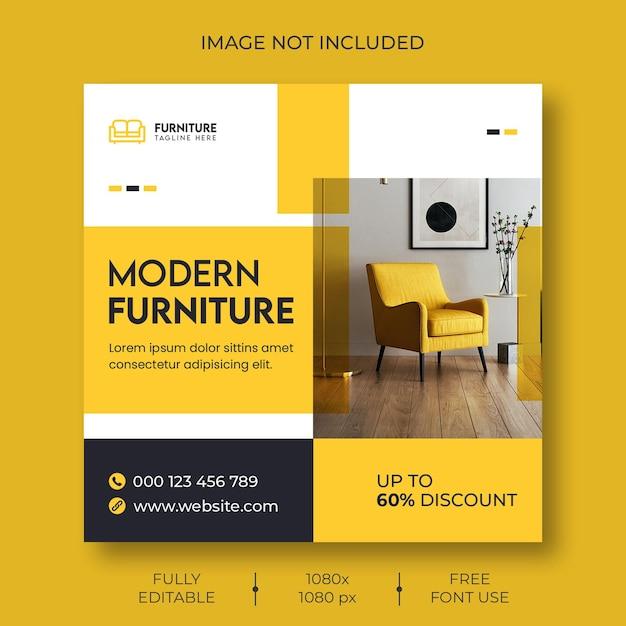 IMAGE NOT INCLUDED
FURNITURE
TAGLINE HERE
MODERN
FURNITURE
Lorem ipsum dolor sit amet,
consectetur adipisicing elit.
000 123 456 789
www.website.com
UP TO
60% DISCOUNT
FULLY
EDITABLE
1080x
1080 px
FREE
FONT USE